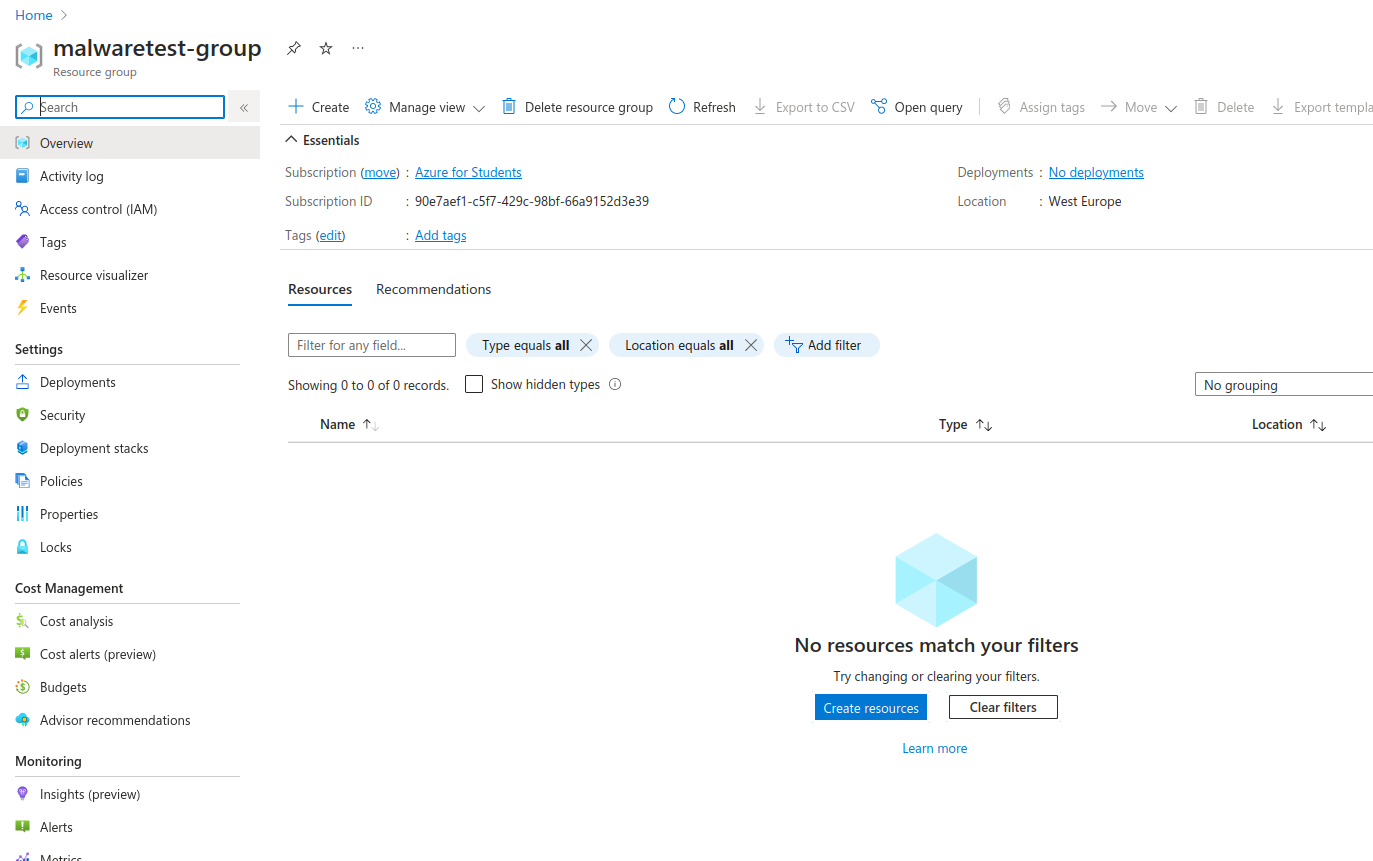 Home
malwaretest-group
Resource group
Search
Create Manage view Delete resource group Refresh Export to CSV Open query Assign tags Move Delete Export templa
Overview
Activity log
Access control (IAM)
Tags
Resource visualizer
Events
Settings
Deployments
Security
Deployment stacks
Policies
Properties
Locks
Cost Management
Cost analysis
Cost alerts (preview)
Budgets
Advisor recommendations
Monitoring
Insights (preview)
Alerts
Metrics
Essentials
Subscription (move) : Azure for Students
Subscription ID : 90e7aef1-c5f7-429c-98bf-66a9152d3e39
Tags (edit) : Add tags
Deployments : No deployments
Location : West Europe
Resources Recommendations
Filter for any field... Type equals all Location equals all Add filter
Showing 0 to 0 of 0 records. Show hidden types No grouping
Name Type Location
No resources match your filters
Try changing or clearing your filters.
Create resources Clear filters
Learn more